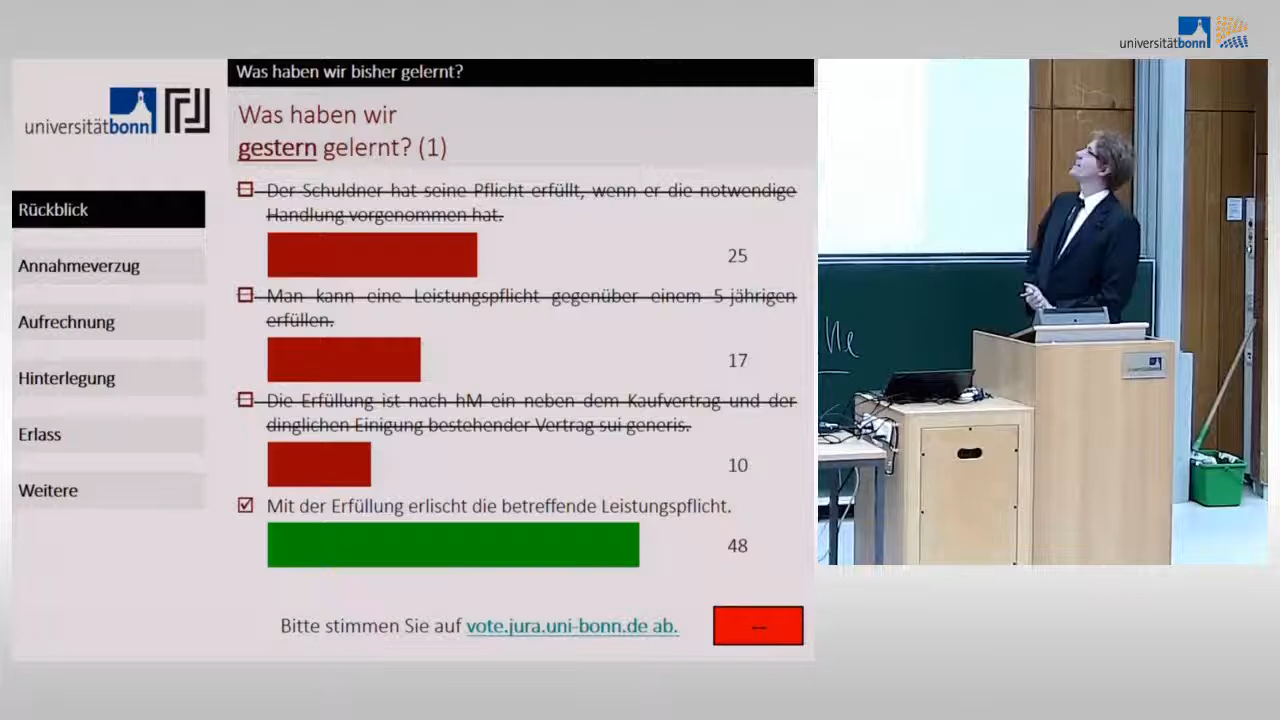 universitätbonn
Was haben wir bisher gelernt?
universitätbonn
Was haben wir
gestern gelernt? (1)
Rückblick
Annahmeverzug
Aufrechnung
Hinterlegung
Erlass
Weitere
Der Schuldner hat seine Pflicht erfüllt, wenn er die notwendige
Handlung vorgenommen hat.
25
Man kann eine Leistungspflicht gegenüber einem 5-jährigen
erfüllen.
17
Die Erfüllung ist nach hM ein neben dem Kaufvertrag und der
dinglichen Einigung bestehender Vertrag sui generis.
10
Mit der Erfüllung erlischt die betreffende Leistungspflicht.
48
Bitte stimmen Sie auf vote.jura.uni-bonn.de ab.